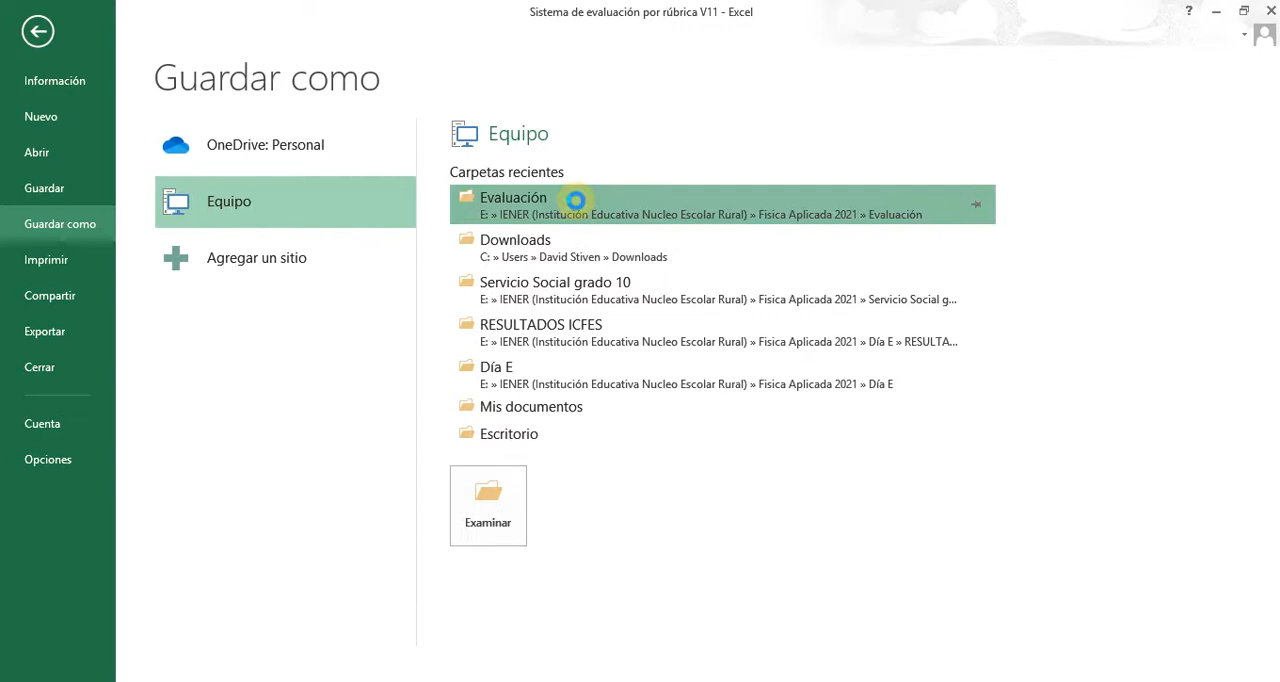 Sistema de evaluación por rúbrica V11 - Excel
?
Información
Nuevo
Abrir
Guardar
Guardar como
Imprimir
Compartir
Exportar
Cerrar
Cuenta
Opciones
Guardar como
OneDrive: Personal
Equipo
Agregar un sitio
Equipo
Carpetas recientes
Evaluación
E: » IENER (Institución Educativa Nucleo Escolar Rural) » Fisica Aplicada 2021 » Evaluación
Downloads
C: » Users » David Stiven » Downloads
Servicio Social grado 10
E: » IENER (Institución Educativa Nucleo Escolar Rural) » Fisica Aplicada 2021 » Servicio Social g...
RESULTADOS ICFES
E: » IENER (Institución Educativa Nucleo Escolar Rural) » Fisica Aplicada 2021 » Día E » RESULTA...
Día E
E: » IENER (Institución Educativa Nucleo Escolar Rural) » Fisica Aplicada 2021 » Día E
Mis documentos
Escritorio
Examinar